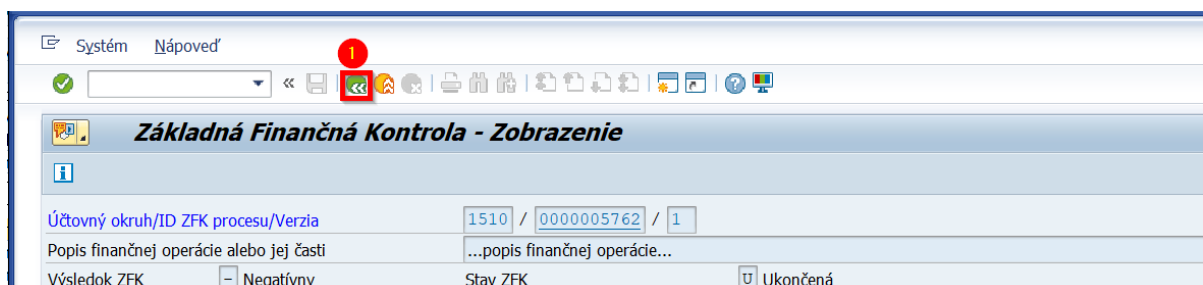 Systém Nápoveď
1
Základná Finančná Kontrola - Zobrazenie
Účtovný okruh/ID ZFK procesu/Verzia 1510 / 0000005762 / 1
Popis finančnej operácie alebo jej časti ...popis finančnej operácie...
Výsledok ZFK - Negatívny Stav ZFK U Ukončená